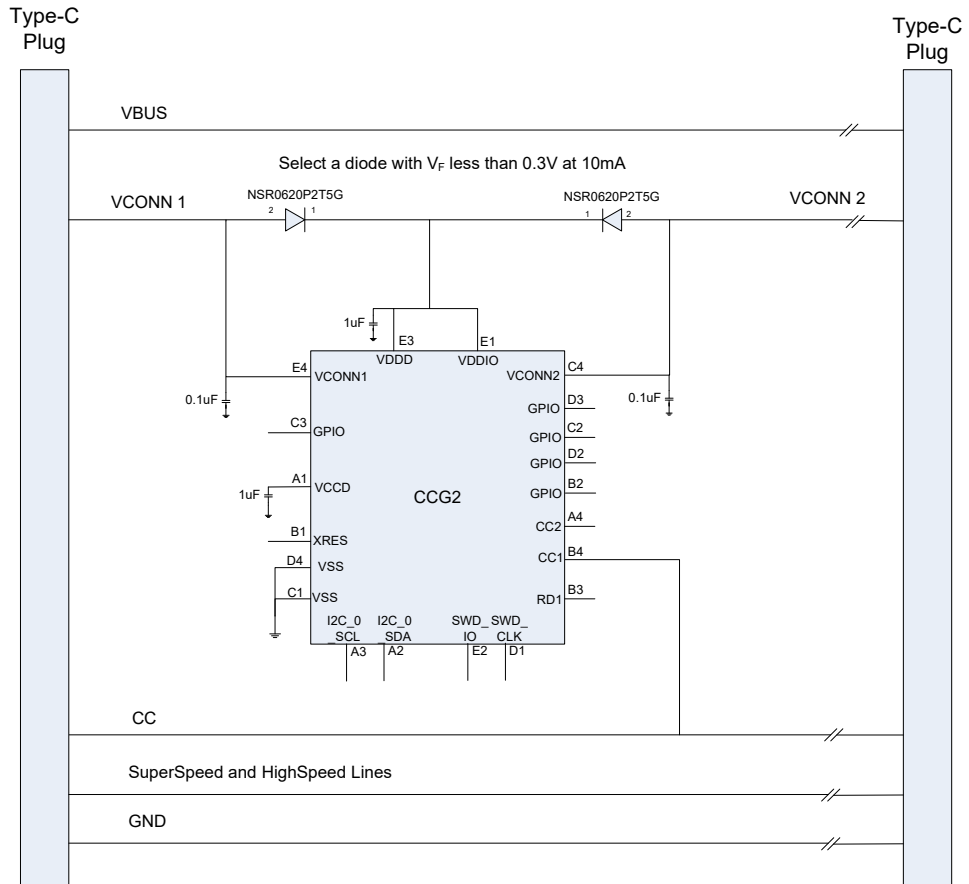 Type-C
Plug
Type-C
Plug
VBUS
Select a diode with VF less than 0.3V at 10mA
VCONN 1
NSR0620P2T5G
2
1
NSR0620P2T5G
1
2
VCONN 2
1uF
E3
E1
VDDD
VDDIO
E4
VCONN1
VCONN2
C4
0.1uF
0.1uF
GPIO
D3
C3
GPIO
GPIO
C2
GPIO
D2
A1
VCCD
1uF
CCG2
GPIO
B2
CC2
A4
B1
XRES
CC1
B4
D4
VSS
C1
VSS
RD1
B3
I2C_0
_SCL
I2C_0
_SDA
SWD_
IO
SWD_
CLK
A3
A2
E2
D1
CC
SuperSpeed and HighSpeed Lines
GND